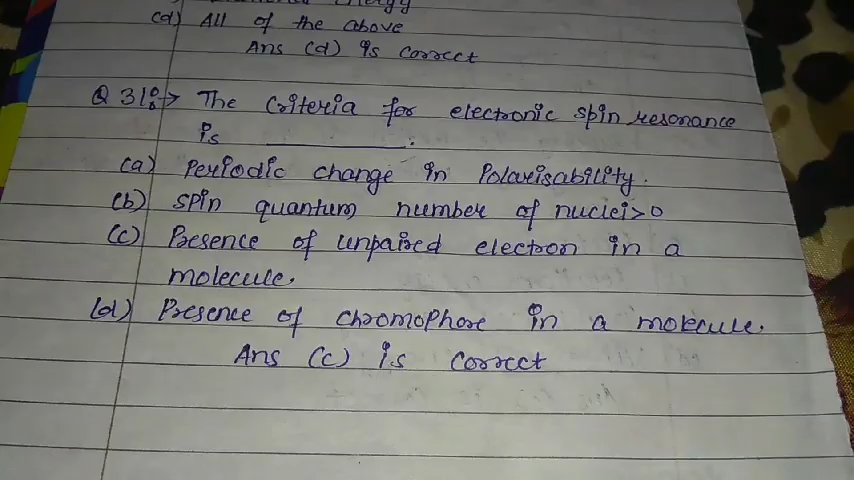 (d) All of the above
Ans (d) is correct
Q 31:→ The Criteria for electronic spin resonance
is ________.
(a) Periodic change in Polarisability.
(b) spin quantum number of nuclei>0
(c) Presence of unpaired electron in a
molecule.
(d) Presence of chromophore in a molecule.
Ans (c) is correct